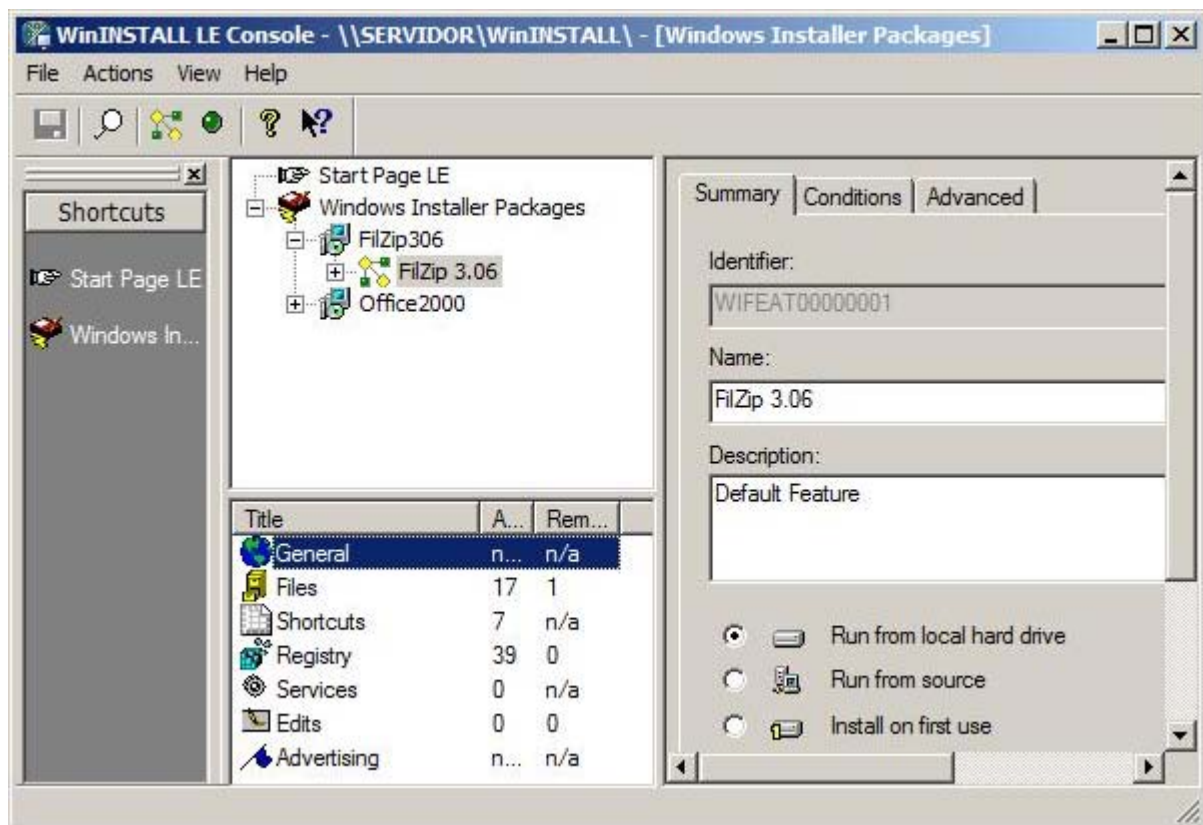 WinINSTALL LE Console - \\SERVIDOR\WinINSTALL\ - [Windows Installer Packages]
File Actions View Help
Shortcuts
Start Page LE
Windows In...
Start Page LE
Windows Installer Packages
FilZip306
FilZip 3.06
Office2000
Title A... Rem...
General n... n/a
Files 17 1
Shortcuts 7 n/a
Registry 39 0
Services 0 n/a
Edits 0 0
Advertising n... n/a
Summary Conditions Advanced
Identifier:
WIFEAT00000001
Name:
FilZip 3.06
Description:
Default Feature
Run from local hard drive
Run from source
Install on first use